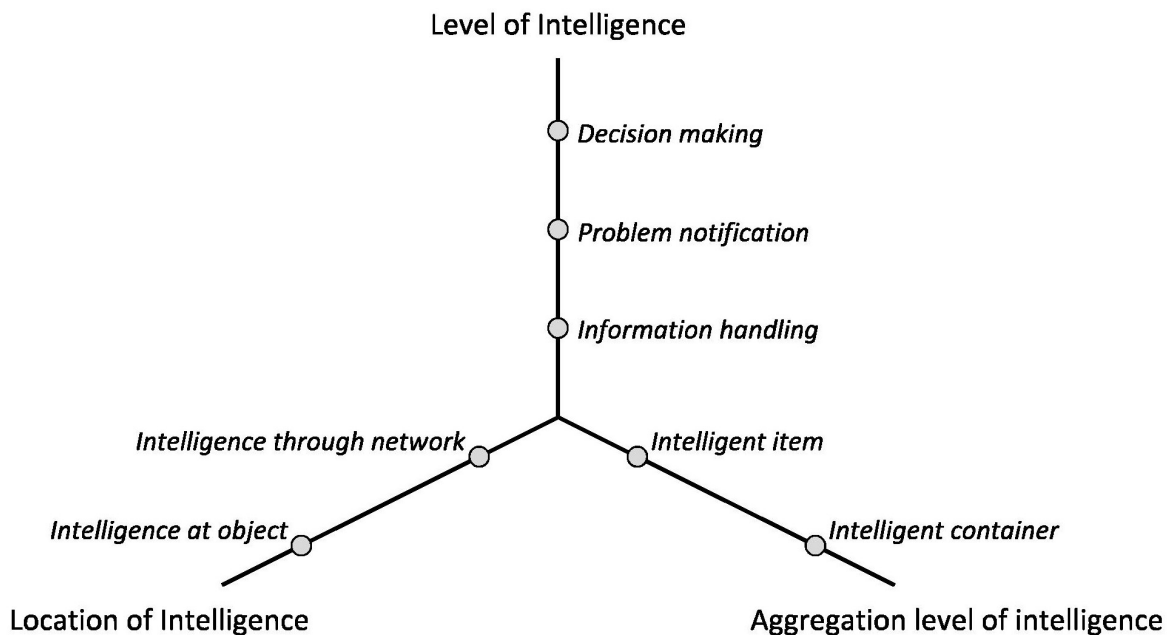 Level of Intelligence
Decision making
Problem notification
Information handling
Intelligence through network
Intelligent item
Intelligence at object
Intelligent container
Location of Intelligence
Aggregation level of intelligence